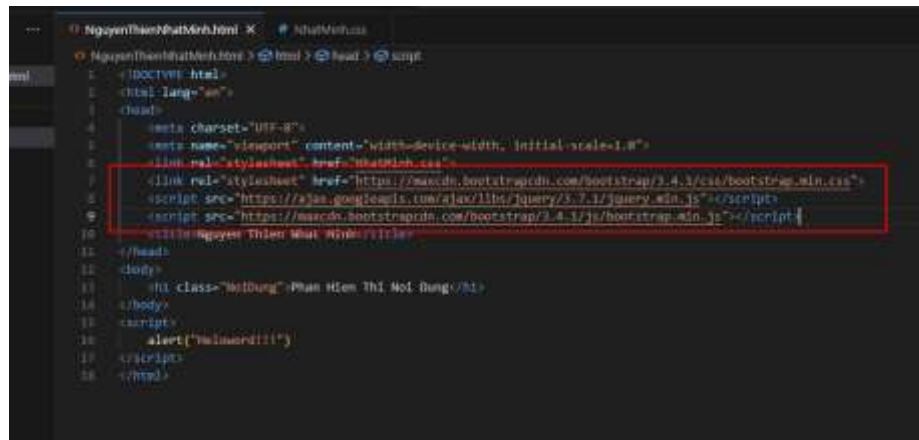 NguyenThienNhatMinh.html × # NhatMinh.css
NguyenThienNhatMinh.html > html > head > script
1 <!DOCTYPE html>
2 <html lang="en">
3 <head>
4 <meta charset="UTF-8">
5 <meta name="viewport" content="width=device-width, initial-scale=1.0">
6 <link rel="stylesheet" href="NhatMinh.css">
7 <link rel="stylesheet" href="https://maxcdn.bootstrapcdn.com/bootstrap/3.4.1/css/bootstrap.min.css">
8 <script src="https://ajax.googleapis.com/ajax/libs/jquery/3.7.1/jquery.min.js"></script>
9 <script src="https://maxcdn.bootstrapcdn.com/bootstrap/3.4.1/js/bootstrap.min.js"></script>
10 <title>Nguyen Thien Nhat Minh</title>
11 </head>
12 <body>
13 <h1 class="NoiDung">Phan Hien Thi Noi Dung</h1>
14 </body>
15 <script>
16 alert("Heloword!!!")
17 </script>
18 </html>